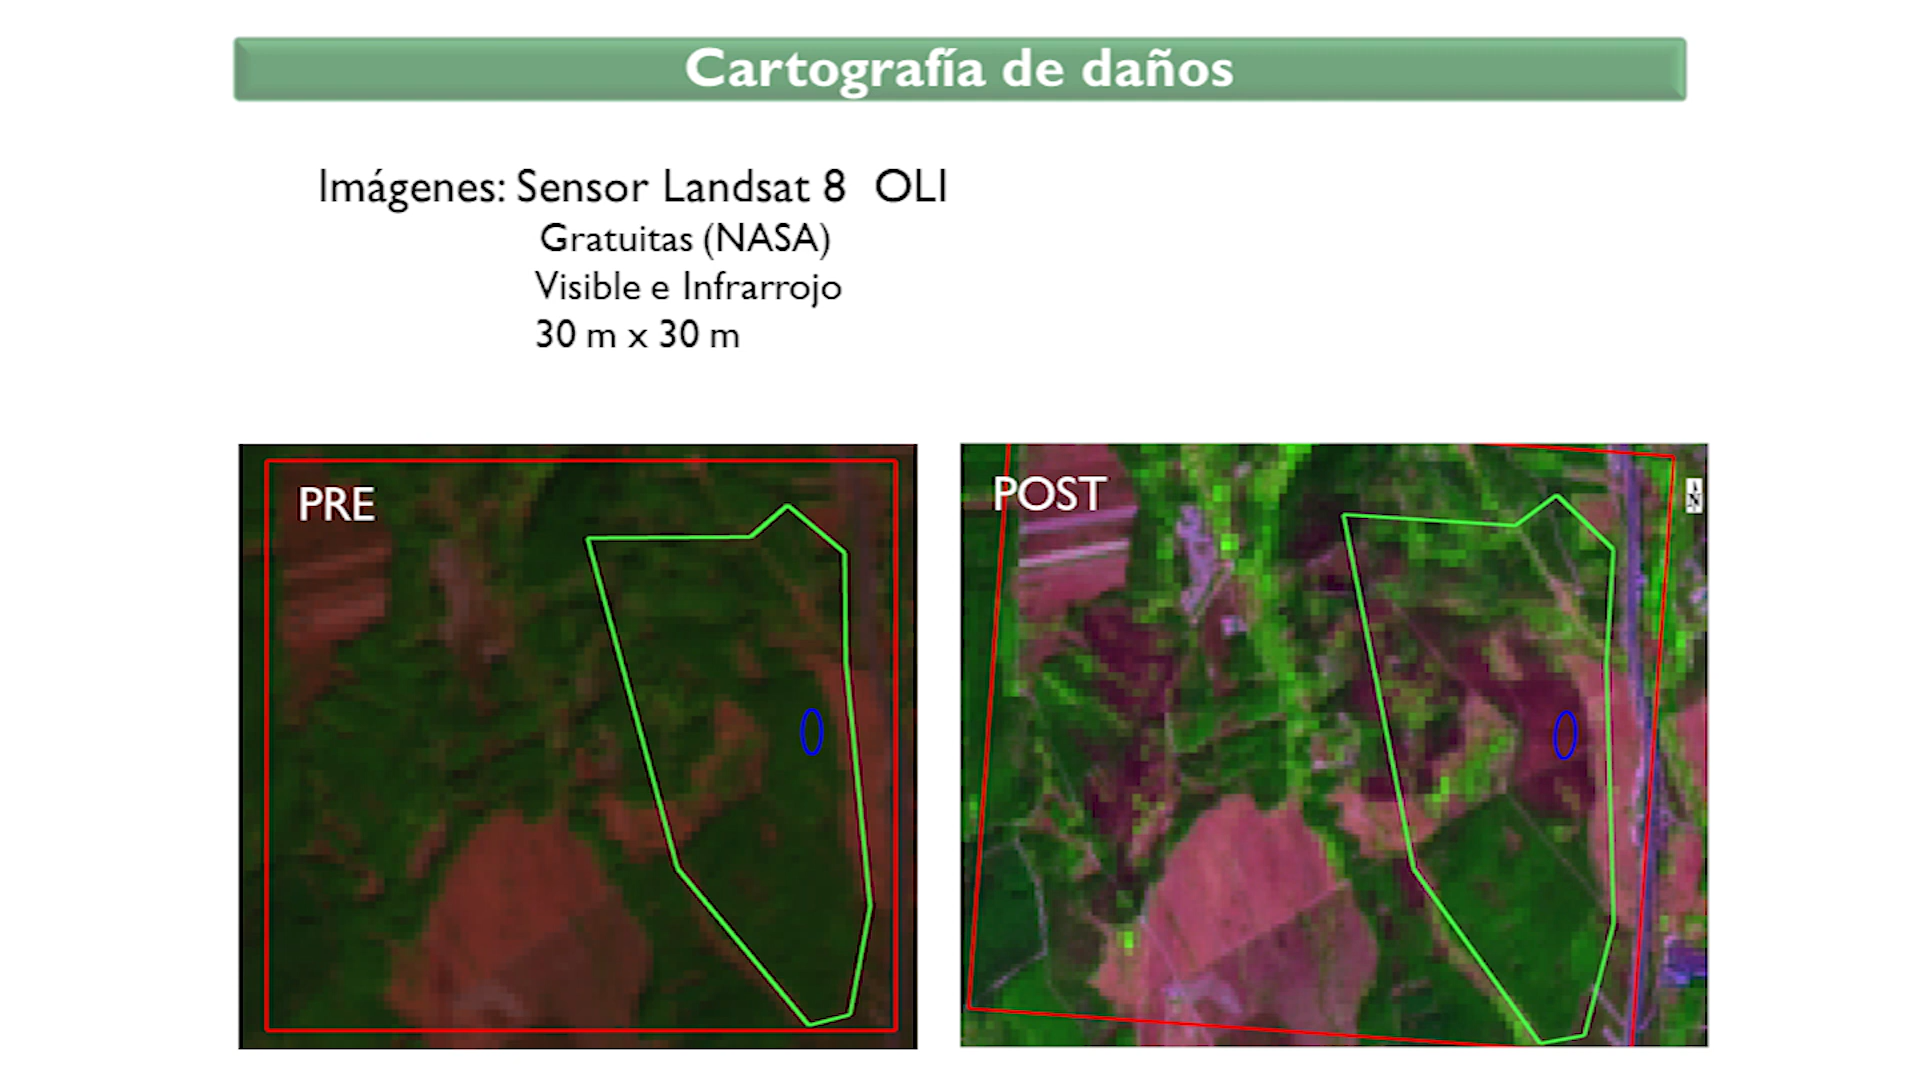 Cartografía de daños
Imágenes: Sensor Landsat 8 OLI
Gratuitas (NASA)
Visible e Infrarrojo
30 m x 30 m
PRE
POST
N